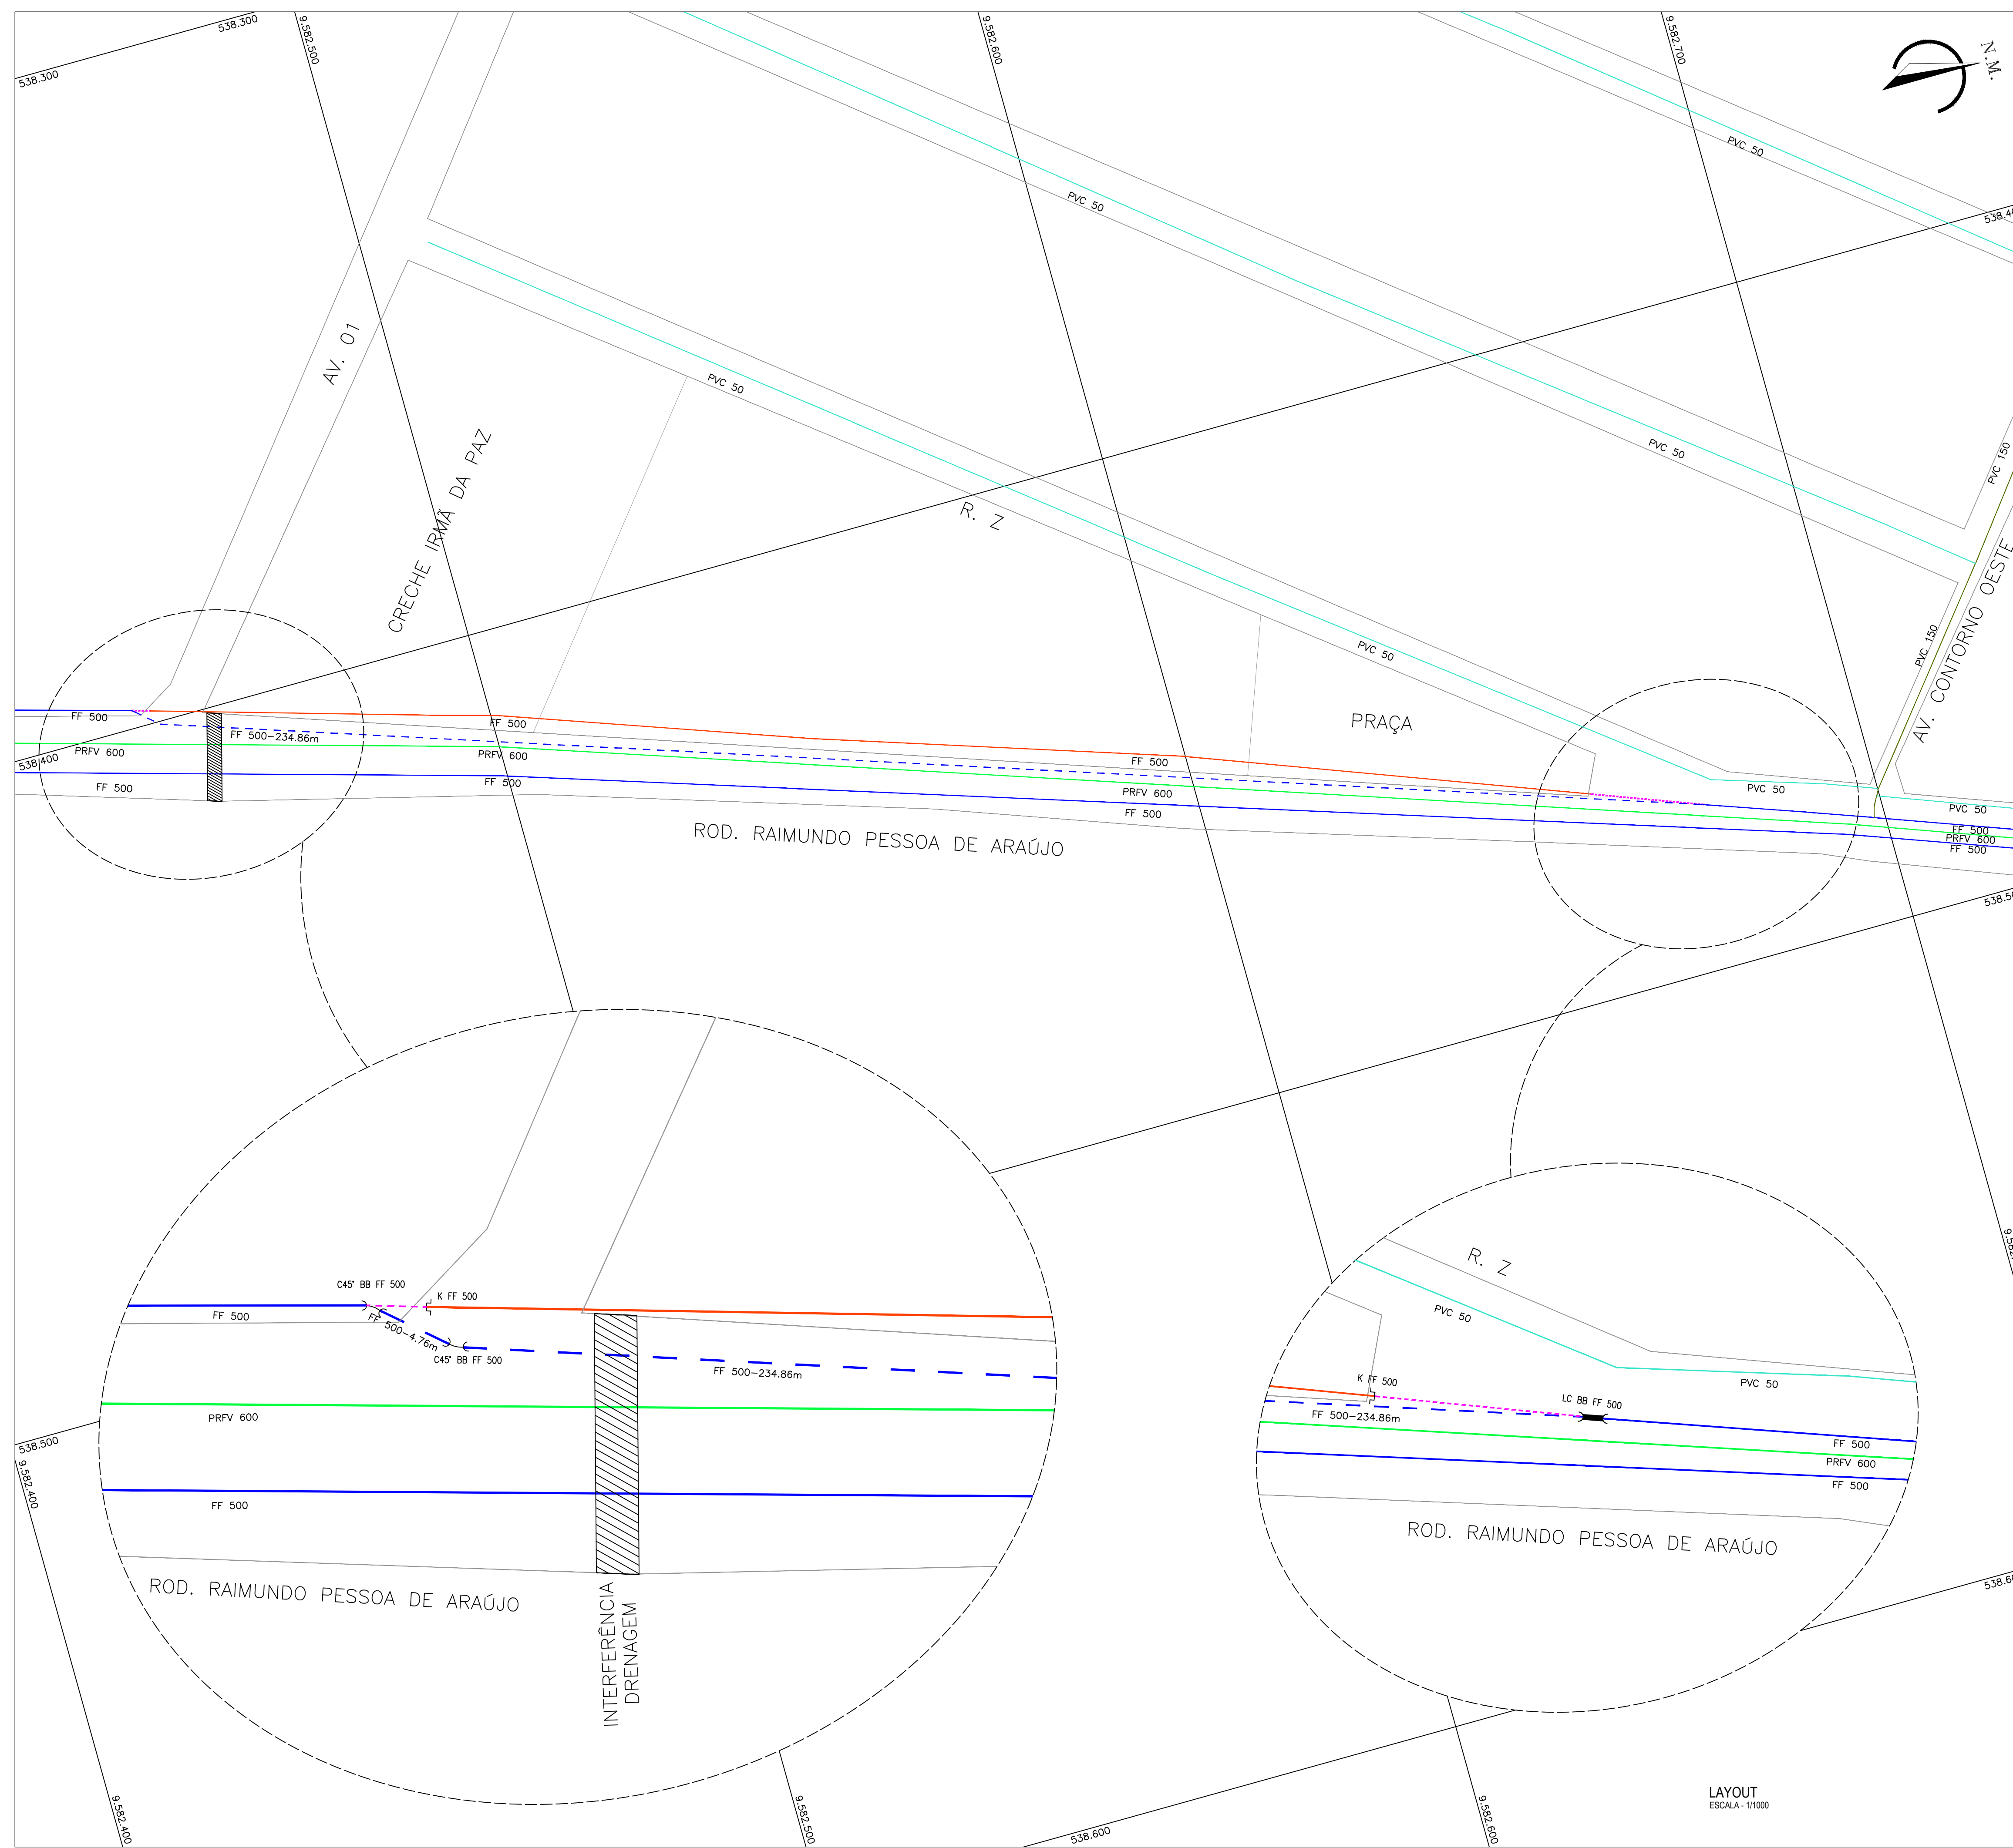 538.300
538.300
9.582.500
9.582.600
9.582.700
N.M.
PVC 50
PVC 50
538.4
AV. 01
PVC 50
CRECHE IRMÃ DA PAZ
R. Z
PVC 50
PVC 150
PVC 150
AV. CONTORNO OESTE
PVC 50
PRAÇA
FF 500
FF 500-234.86m
FF 500
PRFV 600
PRFV 600
538.400
FF 500
PRFV 600
FF 500
FF 500
FF 500
PVC 50
PVC 50
FF 500
PRFV 600
FF 500
ROD. RAIMUNDO PESSOA DE ARAÚJO
538.5
9.582.
C45° BB FF 500
K FF 500
FF 500
FF 500-4.76m
C45° BB FF 500
FF 500-234.86m
PRFV 600
FF 500
ROD. RAIMUNDO PESSOA DE ARAÚJO
INTERFERÊNCIA
DRENAGEM
R. Z
PVC 50
K FF 500
PVC 50
LC BB FF 500
FF 500-234.86m
FF 500
PRFV 600
FF 500
ROD. RAIMUNDO PESSOA DE ARAÚJO
538.500
9.582.400
538.6
9.582.400
9.582.500
538.600
9.582.600
LAYOUT
ESCALA - 1/1000